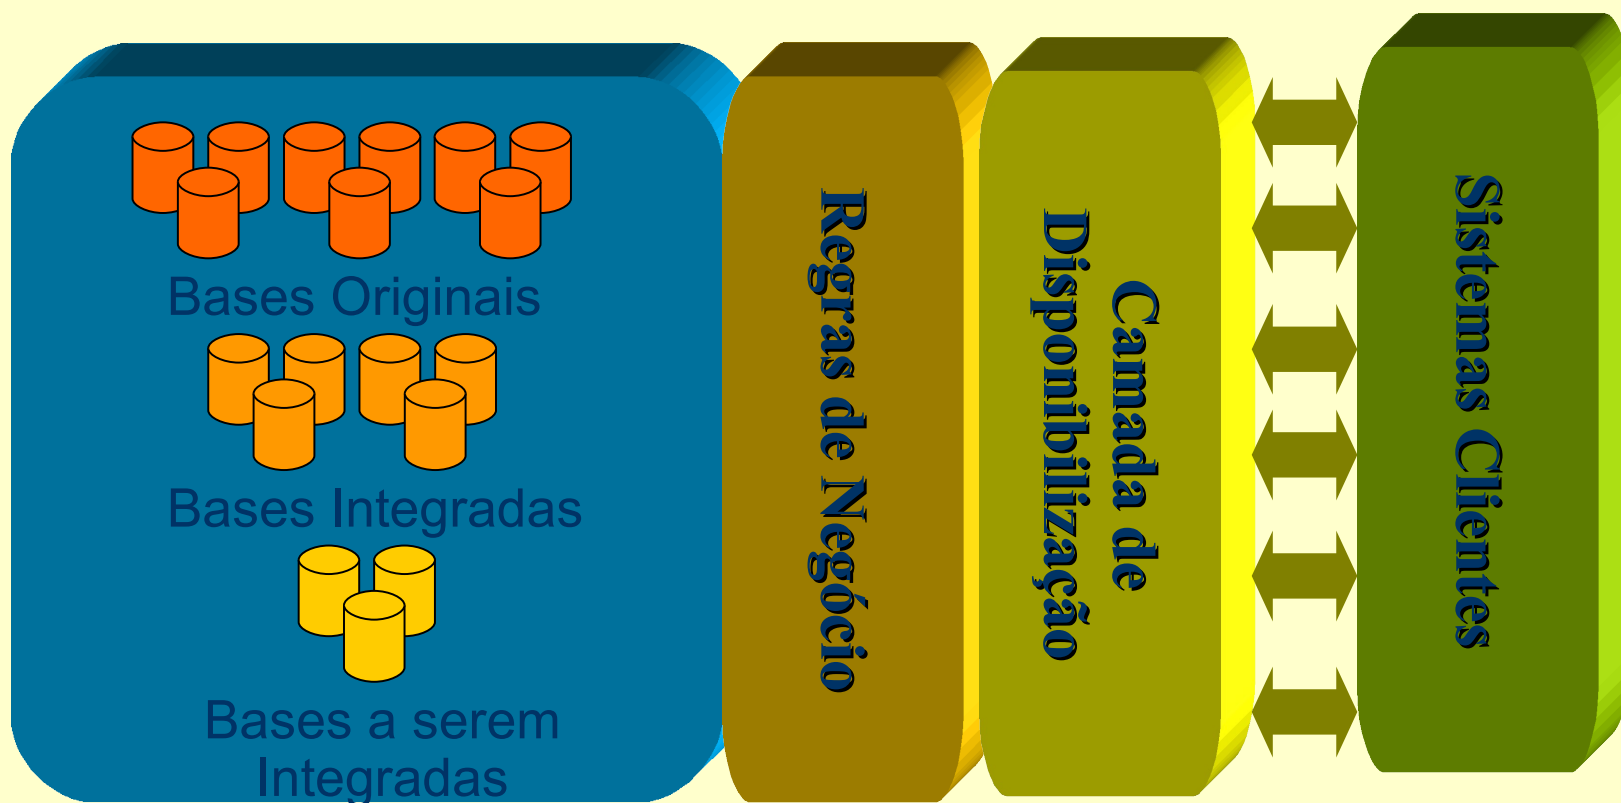 Bases Originais
Bases Integradas
Bases a serem
Integradas
Regras de Negócio
Camada de
Disponibilização
Sistemas Clientes